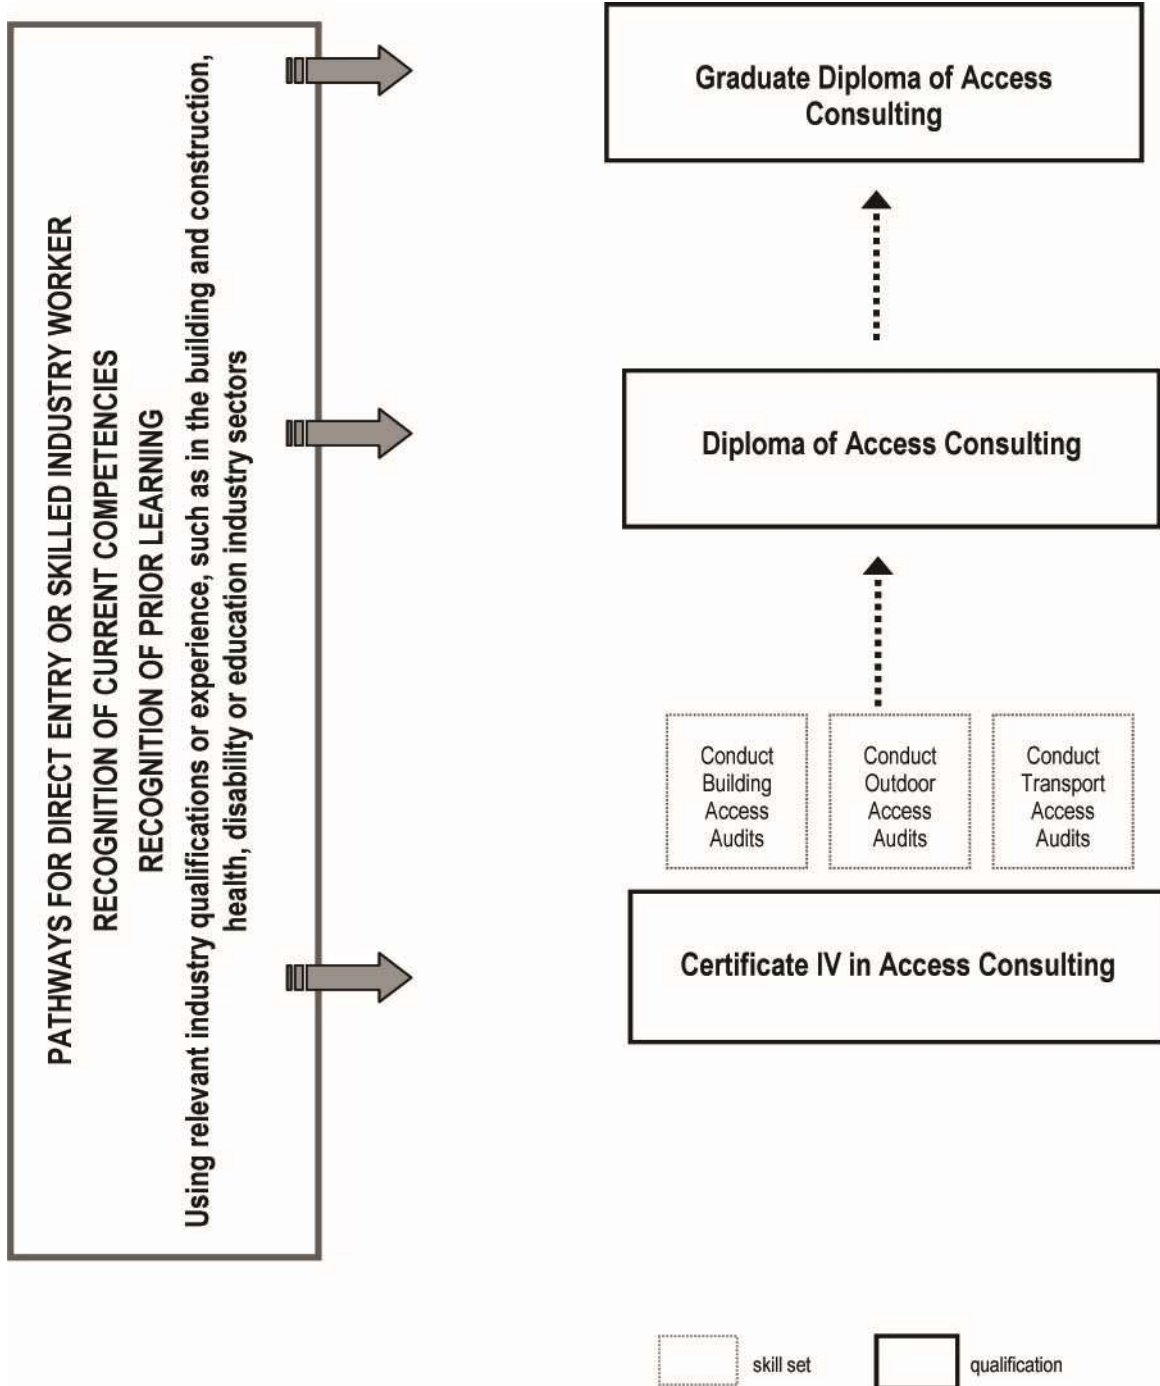 PATHWAYS FOR DIRECT ENTRY OR SKILLED INDUSTRY WORKER
RECOGNITION OF CURRENT COMPETENCIES
RECOGNITION OF PRIOR LEARNING
Using relevant industry qualifications or experience, such as in the building and construction,
health, disability or education industry sectors
Graduate Diploma of Access
Consulting
Diploma of Access Consulting
Conduct
Building
Access
Audits
Conduct
Outdoor
Access
Audits
Conduct
Transport
Access
Audits
Certificate IV in Access Consulting
skill set
qualification